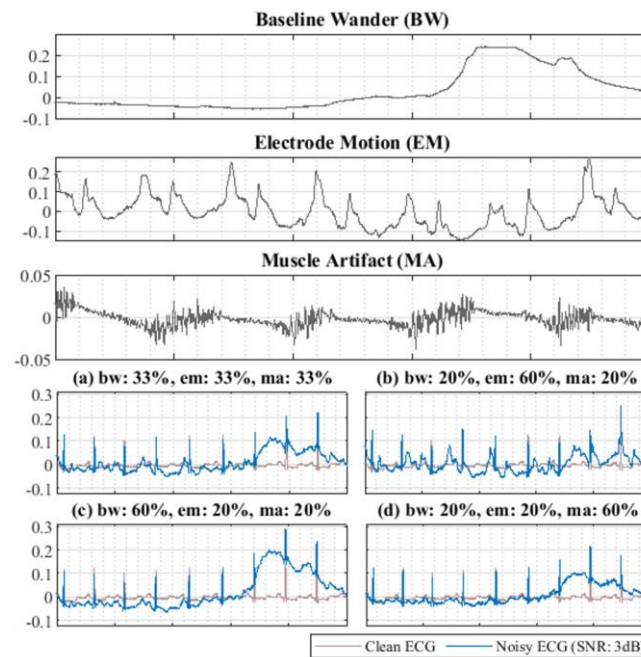 Baseline Wander (BW)
0.2
0.1
0
-0.1
Electrode Motion (EM)
0.2
0.1
0
-0.1
Muscle Artifact (MA)
0.05
0
-0.05
(a) bw: 33%, em: 33%, ma: 33%
(b) bw: 20%, em: 60%, ma: 20%
0.3
0.2
0.1
0
-0.1
(c) bw: 60%, em: 20%, ma: 20%
(d) bw: 20%, em: 20%, ma: 60%
0.3
0.2
0.1
0
-0.1
Clean ECG
Noisy ECG (SNR: 3dB